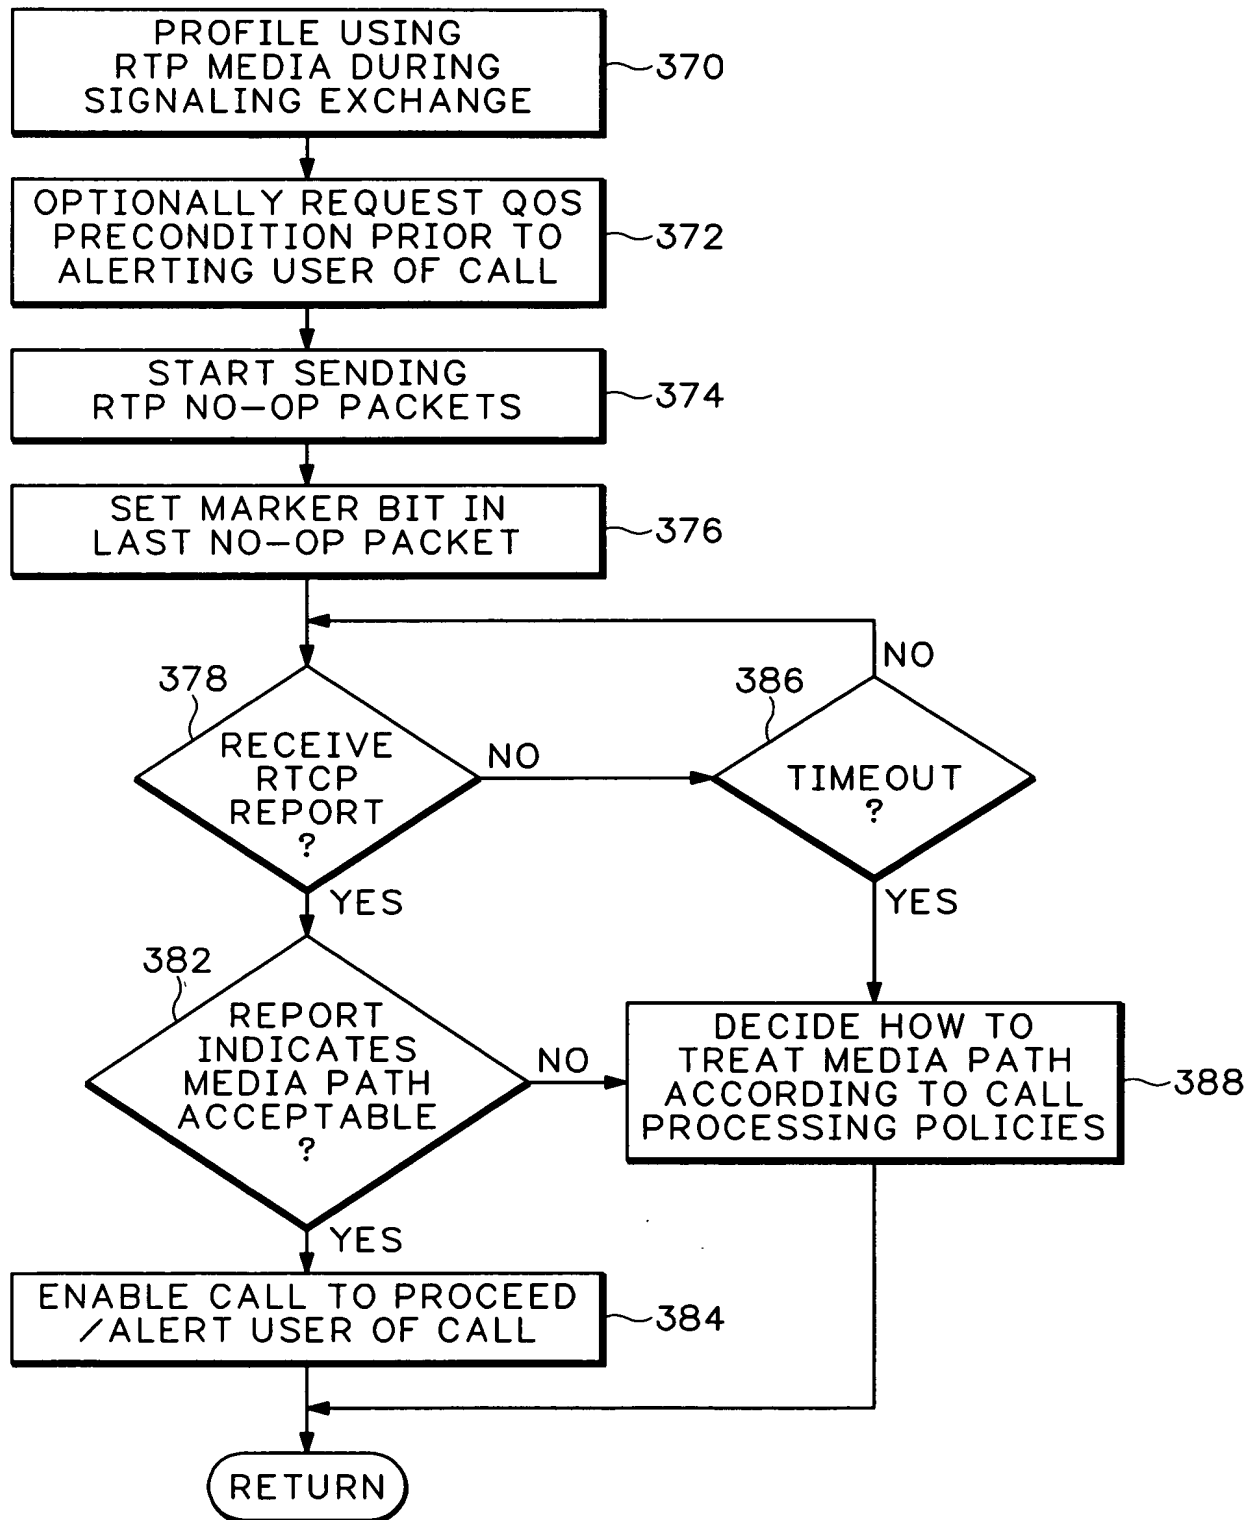 PROFILE USING
RTP MEDIA DURING
SIGNALING EXCHANGE
370
OPTIONALLY REQUEST QOS
PRECONDITION PRIOR TO
ALERTING USER OF CALL
372
START SENDING
RTP NO-OP PACKETS
374
SET MARKER BIT IN
LAST NO-OP PACKET
376
378
RECEIVE
RTCP
REPORT
?
NO
386
TIMEOUT
?
NO
YES
YES
382
REPORT
INDICATES
MEDIA PATH
ACCEPTABLE
?
NO
DECIDE HOW TO
TREAT MEDIA PATH
ACCORDING TO CALL
PROCESSING POLICIES
388
YES
ENABLE CALL TO PROCEED
/ALERT USER OF CALL
384
RETURN